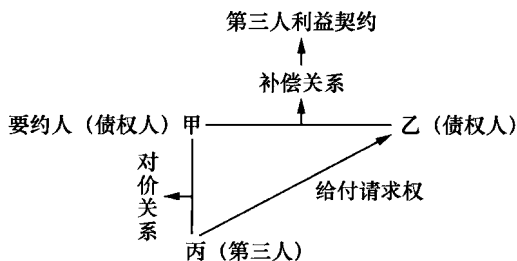 第三人利益契约
补偿关系
要约人（债权人）甲
乙（债权人）
对价关系
给付请求权
丙（第三人）